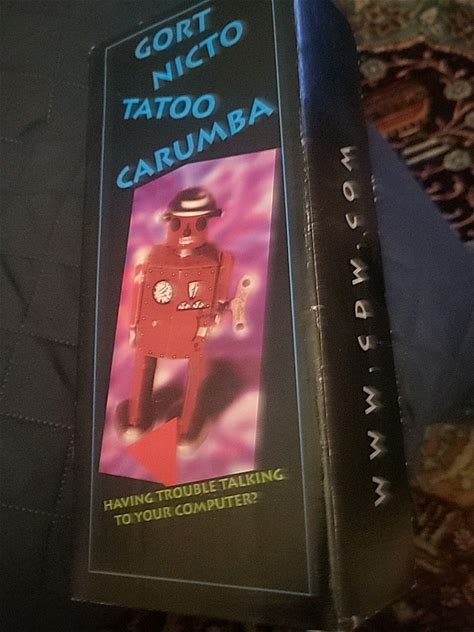 GORT
NICTO
TATOO
CARUMBA
HAVING TROUBLE TALKING
TO YOUR COMPUTER?
WWW.CDW.COM